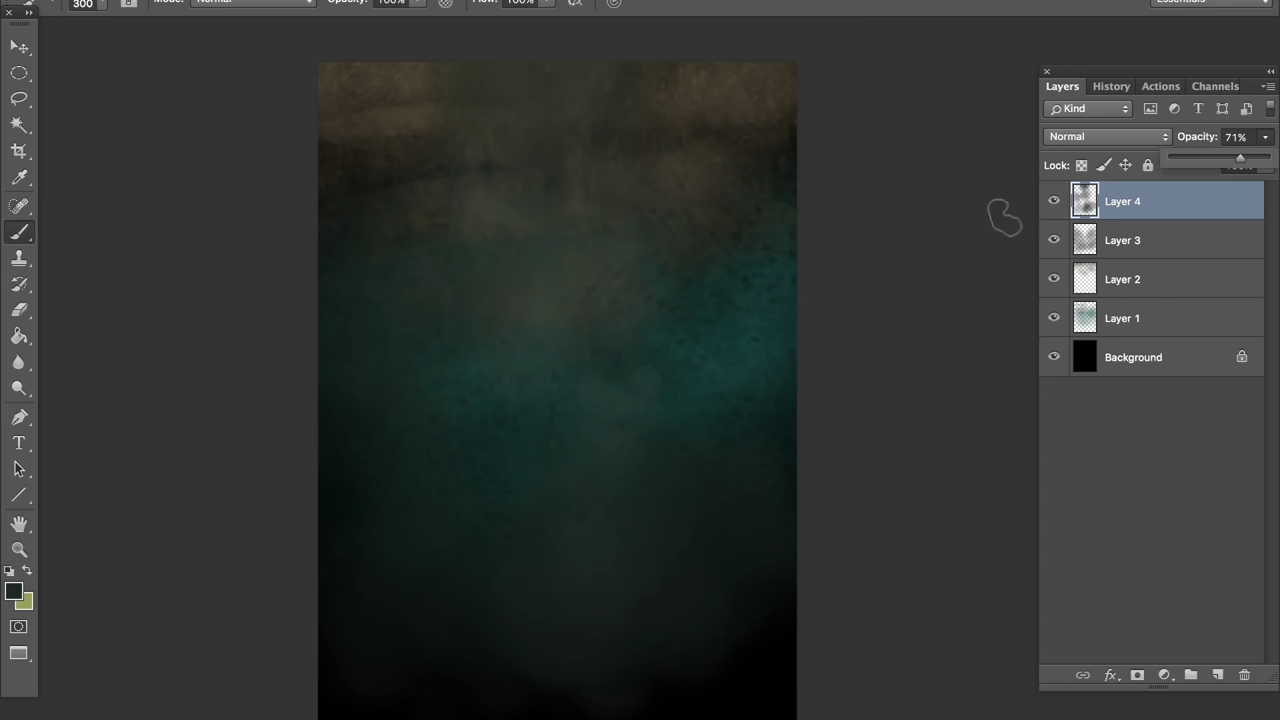 300 Mode: Normal Opacity: 100% Flow: 100% Essentials
Layers History Actions Channels
Kind
Normal Opacity: 71%
Lock:
Layer 4
Layer 3
Layer 2
Layer 1
Background
fx